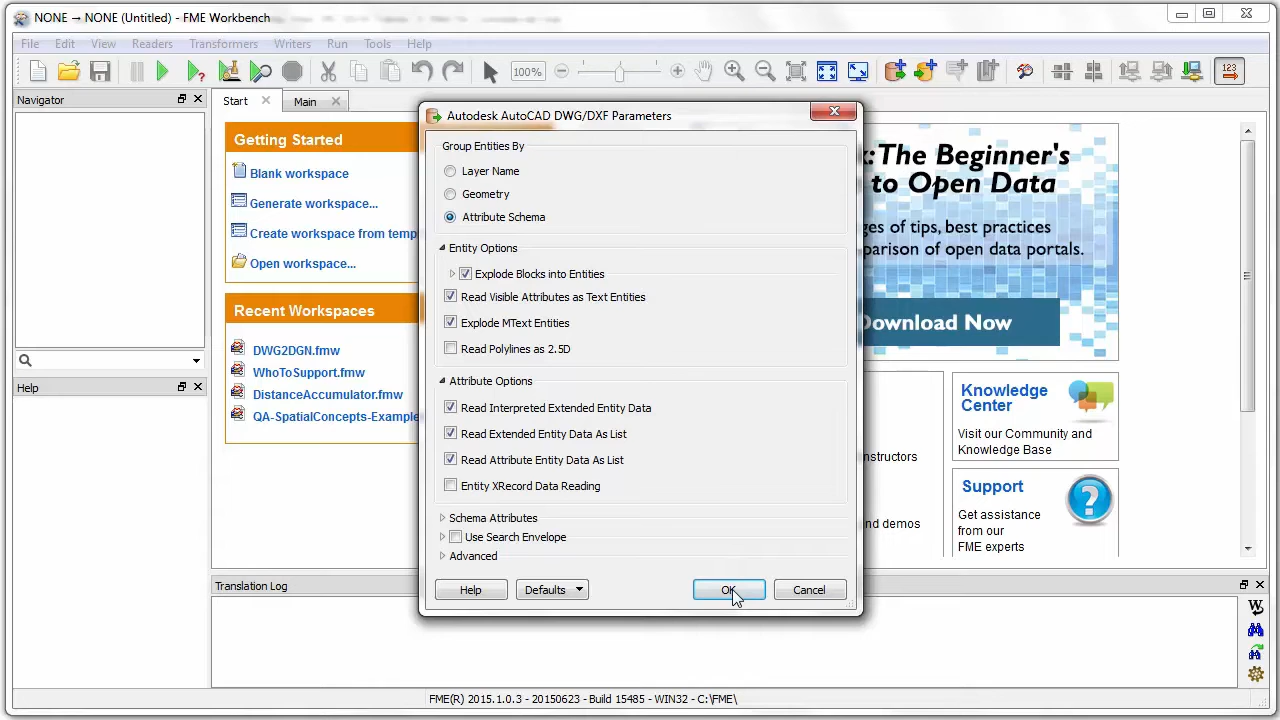 NONE → NONE (Untitled) - FME Workbench
File Edit View Readers Transformers Writers Run Tools Help
100%
123
Navigator
Start
Main
Getting Started
Blank workspace
Generate workspace...
Create workspace from temp
Open workspace...
Recent Workspaces
DWG2DGN.fmw
WhoToSupport.fmw
DistanceAccumulator.fmw
QA-SpatialConcepts-Example
Help
Autodesk AutoCAD DWG/DXF Parameters
Group Entities By
Layer Name
Geometry
Attribute Schema
Entity Options
Explode Blocks into Entities
Read Visible Attributes as Text Entities
Explode MText Entities
Read Polylines as 2.5D
Attribute Options
Read Interpreted Extended Entity Data
Read Extended Entity Data As List
Read Attribute Entity Data As List
Entity XRecord Data Reading
Schema Attributes
Use Search Envelope
Advanced
Help Defaults OK Cancel
k: The Beginner's
to Open Data
ges of tips, best practices
parison of open data portals.
Download Now
Knowledge
Center
Visit our Community and
Knowledge Base
Support
Get assistance
from our
FME experts
nstructors
nd demos
Translation Log
FME(R) 2015.1.0.3 - 20150623 - Build 15485 - WIN32 - C:\FME\